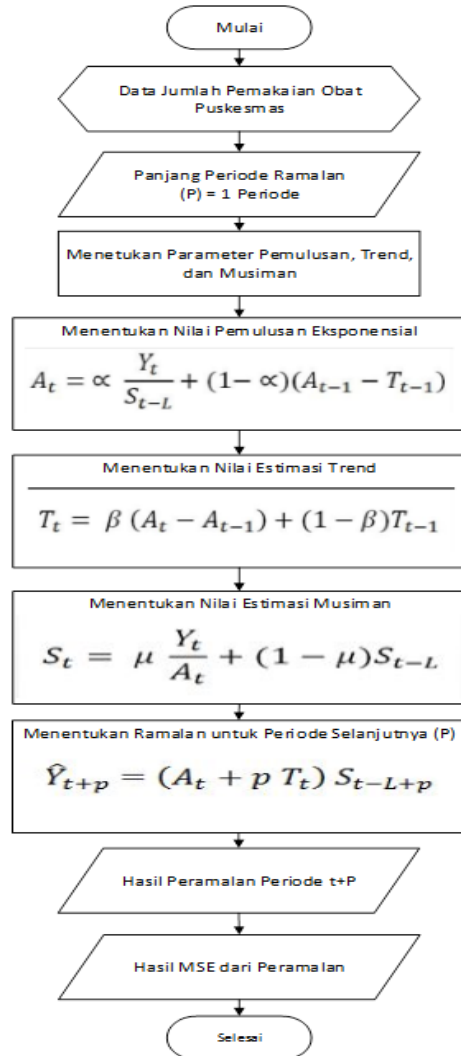 Mulai
Data Jumlah Pemakaian Obat
Puskesmas
Panjang Periode Ramalan
(P) = 1 Periode
Menetukan Parameter Pemulusan, Trend,
dan Musiman
Menentukan Nilai Pemulusan Eksponensial
A_t = ∝ Y_t / S_{t−L} + (1− ∝)(A_{t−1} − T_{t−1})
Menentukan Nilai Estimasi Trend
T_t = β (A_t − A_{t−1}) + (1 − β)T_{t−1}
Menentukan Nilai Estimasi Musiman
S_t = μ Y_t / A_t + (1 − μ)S_{t−L}
Menentukan Ramalan untuk Periode Selanjutnya (P)
Ŷ_{t+p} = (A_t + p T_t) S_{t−L+p}
Hasil Peramalan Periode t+P
Hasil MSE dari Peramalan
Selesai